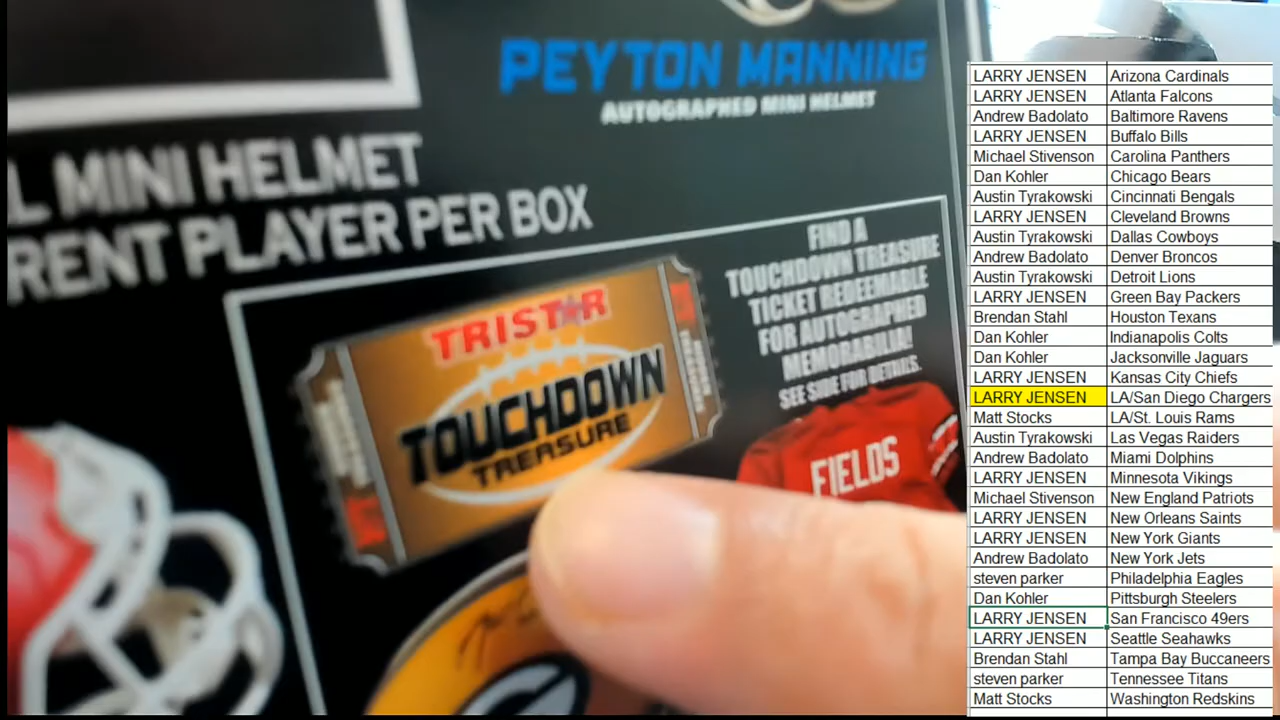 PEYTON MANNING
AUTOGRAPHED MINI HELMET
L MINI HELMET
RENT PLAYER PER BOX
FIND A
TOUCHDOWN TREASURE
TICKET REDEEMABLE
FOR AUTOGRAPHED
MEMORABILIA!
SEE SIDE FOR DETAILS.
TRISTAR
TOUCHDOWN
TREASURE
FIELDS
G
LARRY JENSEN Arizona Cardinals
LARRY JENSEN Atlanta Falcons
Andrew Badolato Baltimore Ravens
LARRY JENSEN Buffalo Bills
Michael Stivenson Carolina Panthers
Dan Kohler Chicago Bears
Austin Tyrakowski Cincinnati Bengals
LARRY JENSEN Cleveland Browns
Austin Tyrakowski Dallas Cowboys
Andrew Badolato Denver Broncos
Austin Tyrakowski Detroit Lions
LARRY JENSEN Green Bay Packers
Brendan Stahl Houston Texans
Dan Kohler Indianapolis Colts
Dan Kohler Jacksonville Jaguars
LARRY JENSEN Kansas City Chiefs
LARRY JENSEN LA/San Diego Chargers
Matt Stocks LA/St. Louis Rams
Austin Tyrakowski Las Vegas Raiders
Andrew Badolato Miami Dolphins
LARRY JENSEN Minnesota Vikings
Michael Stivenson New England Patriots
LARRY JENSEN New Orleans Saints
LARRY JENSEN New York Giants
Andrew Badolato New York Jets
steven parker Philadelphia Eagles
Dan Kohler Pittsburgh Steelers
LARRY JENSEN San Francisco 49ers
LARRY JENSEN Seattle Seahawks
Brendan Stahl Tampa Bay Buccaneers
steven parker Tennessee Titans
Matt Stocks Washington Redskins